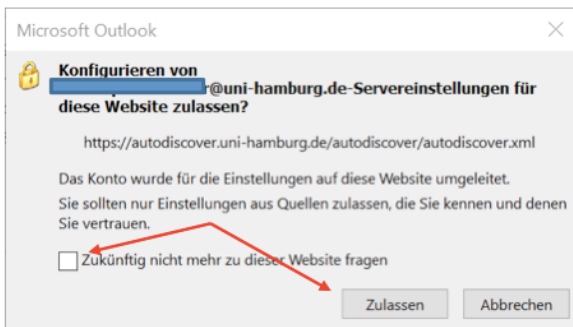 Microsoft Outlook
Konfigurieren von
r@uni-hamburg.de-Servereinstellungen für
diese Website zulassen?
https://autodiscover.uni-hamburg.de/autodiscover/autodiscover.xml
Das Konto wurde für die Einstellungen auf diese Website umgeleitet.
Sie sollten nur Einstellungen aus Quellen zulassen, die Sie kennen und denen
Sie vertrauen.
Zukünftig nicht mehr zu dieser Website fragen
Zulassen Abbrechen